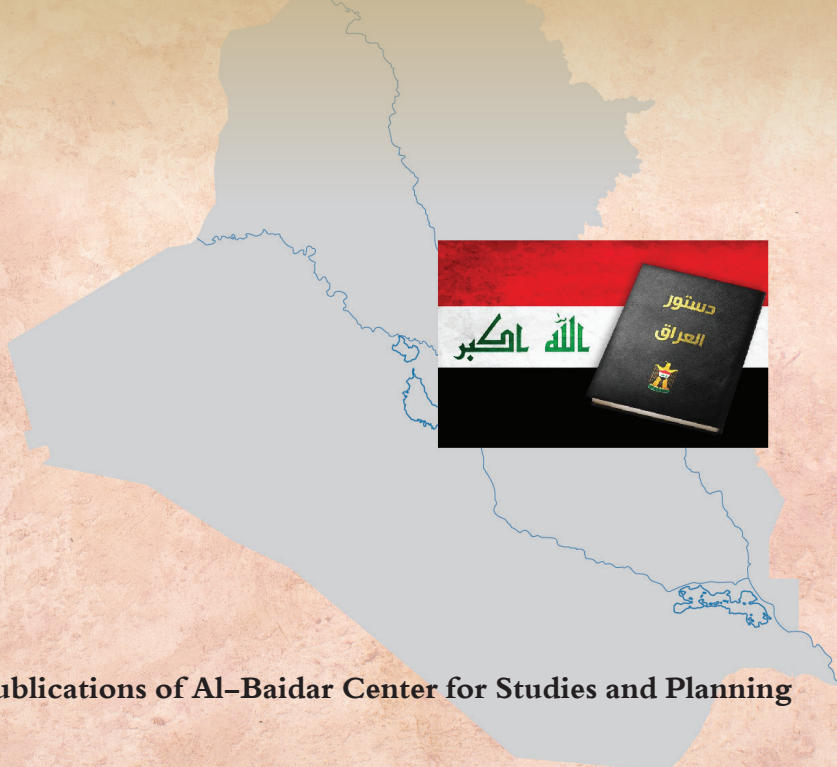 الله اكبر
دستور
العراق
ublications of Al-Baidar Center for Studies and Planning